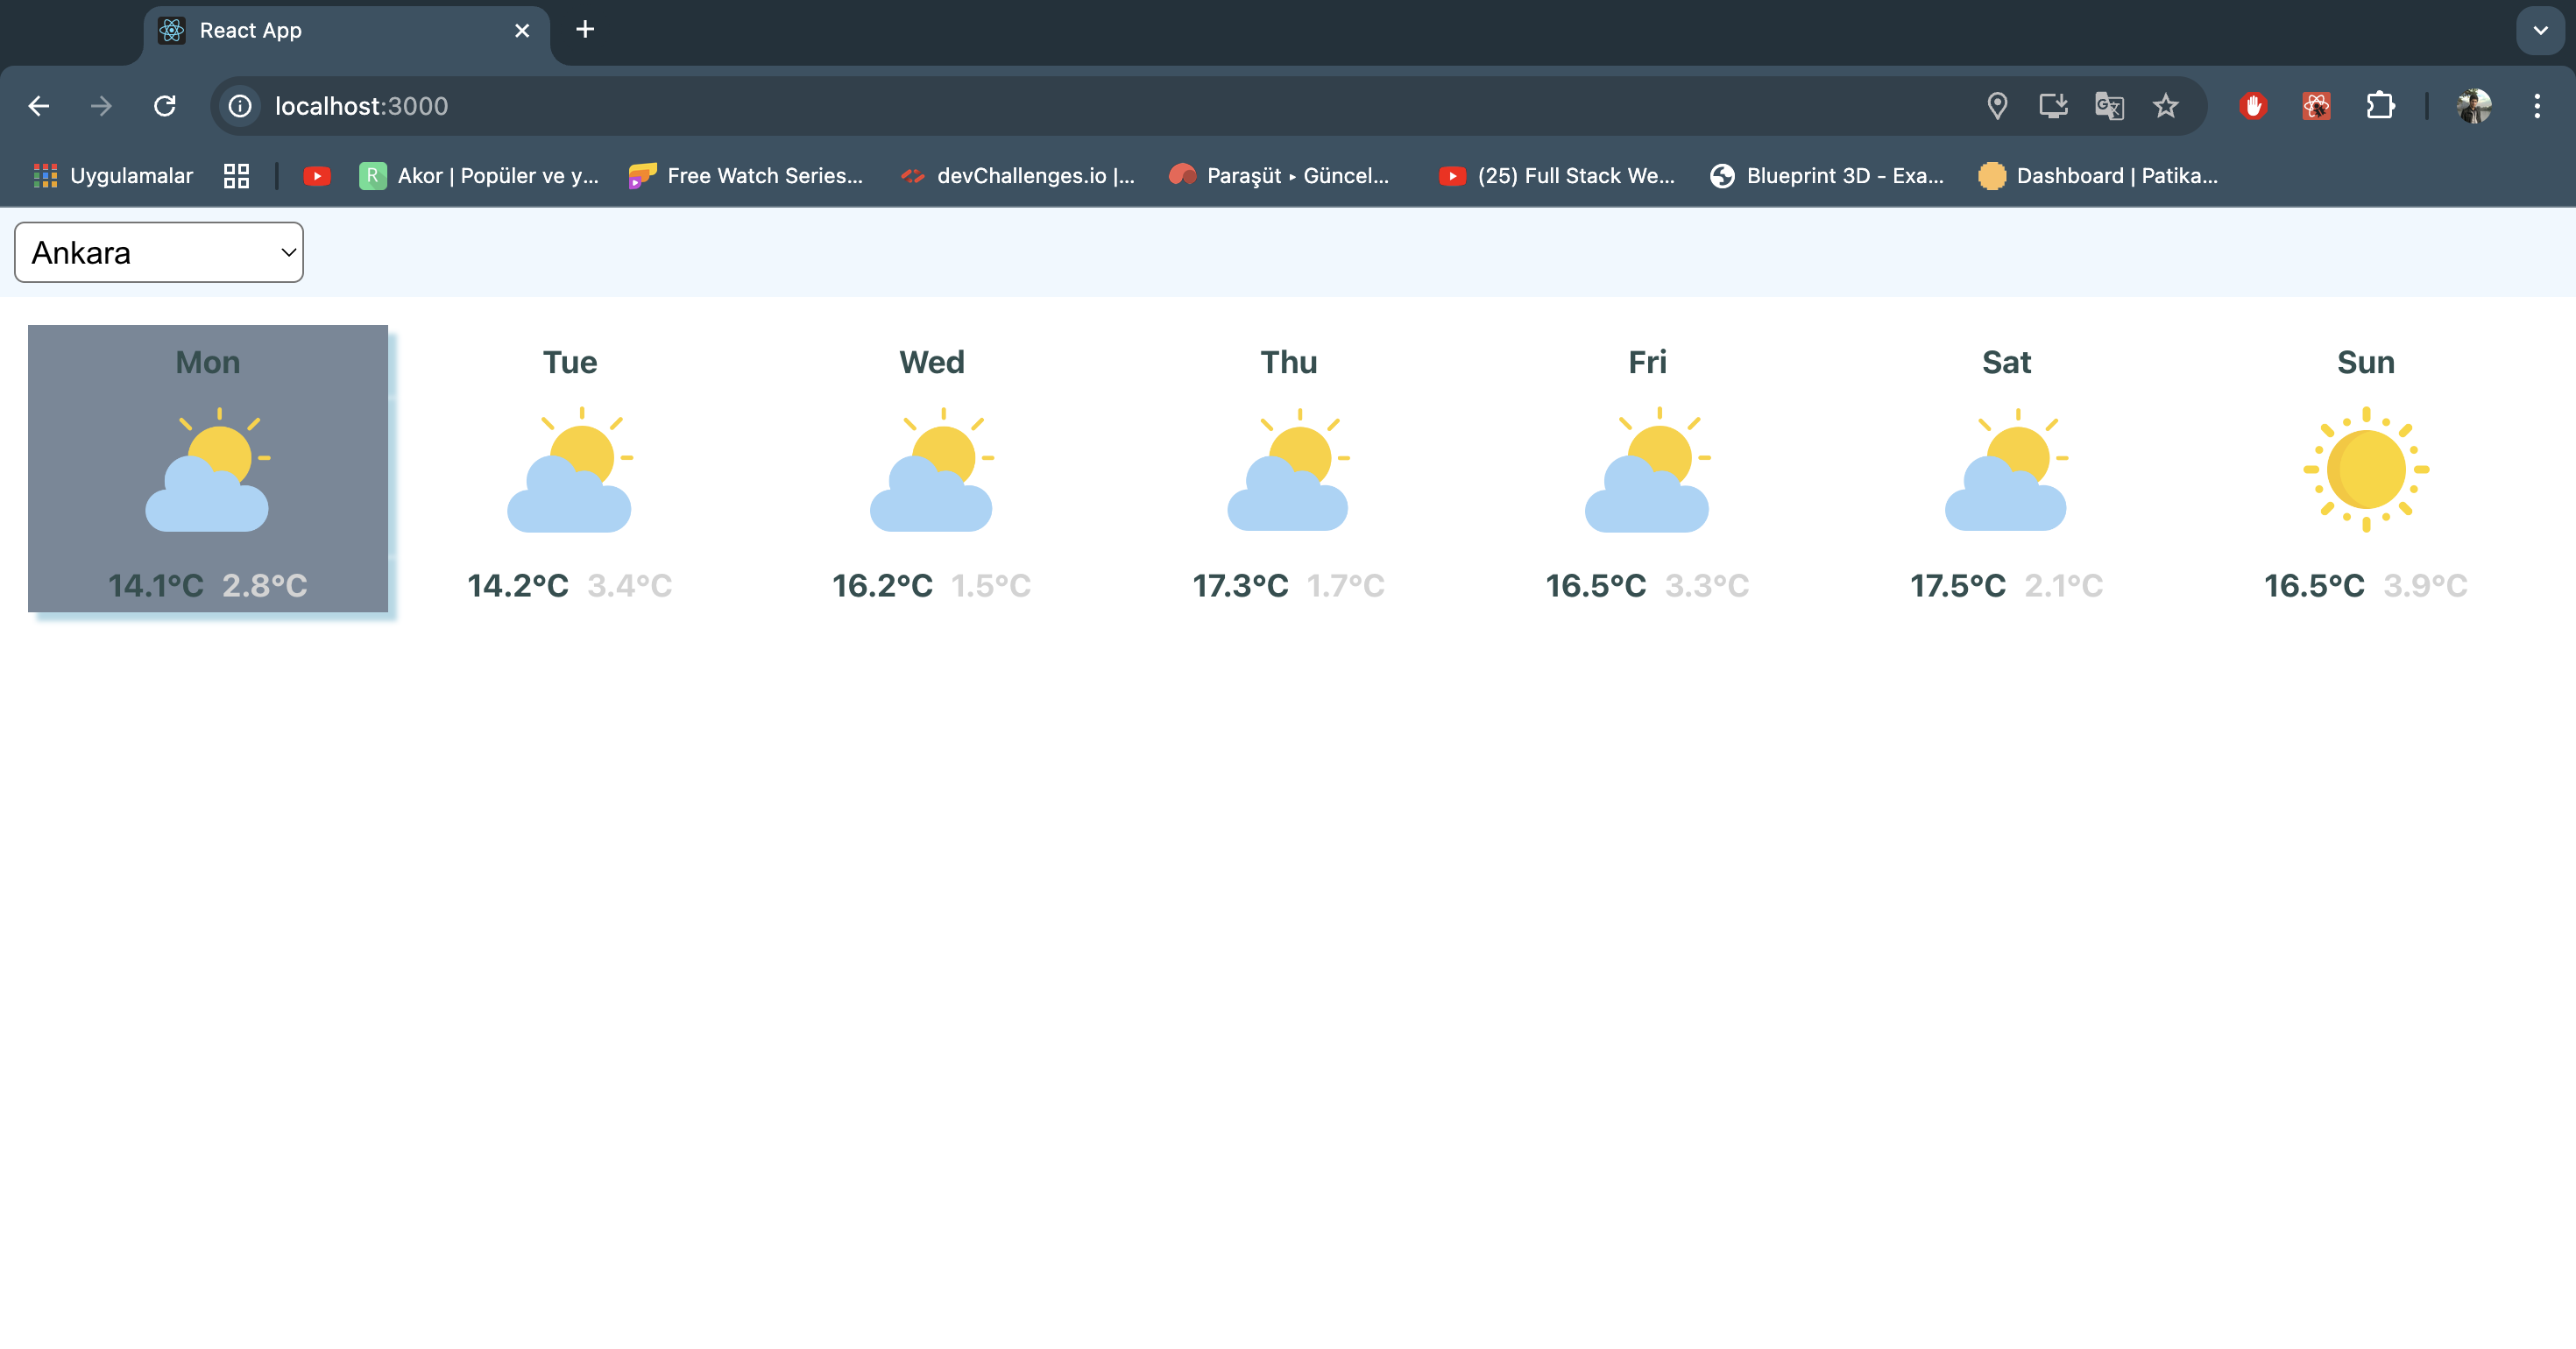 React App
localhost:3000
Uygulamalar R Akor | Popüler ve y... Free Watch Series... devChallenges.io |... Paraşüt ▸ Güncel... (25) Full Stack We... Blueprint 3D - Exa... Dashboard | Patika...
Ankara
Mon Tue Wed Thu Fri Sat Sun
14.1°C 2.8°C 14.2°C 3.4°C 16.2°C 1.5°C 17.3°C 1.7°C 16.5°C 3.3°C 17.5°C 2.1°C 16.5°C 3.9°C